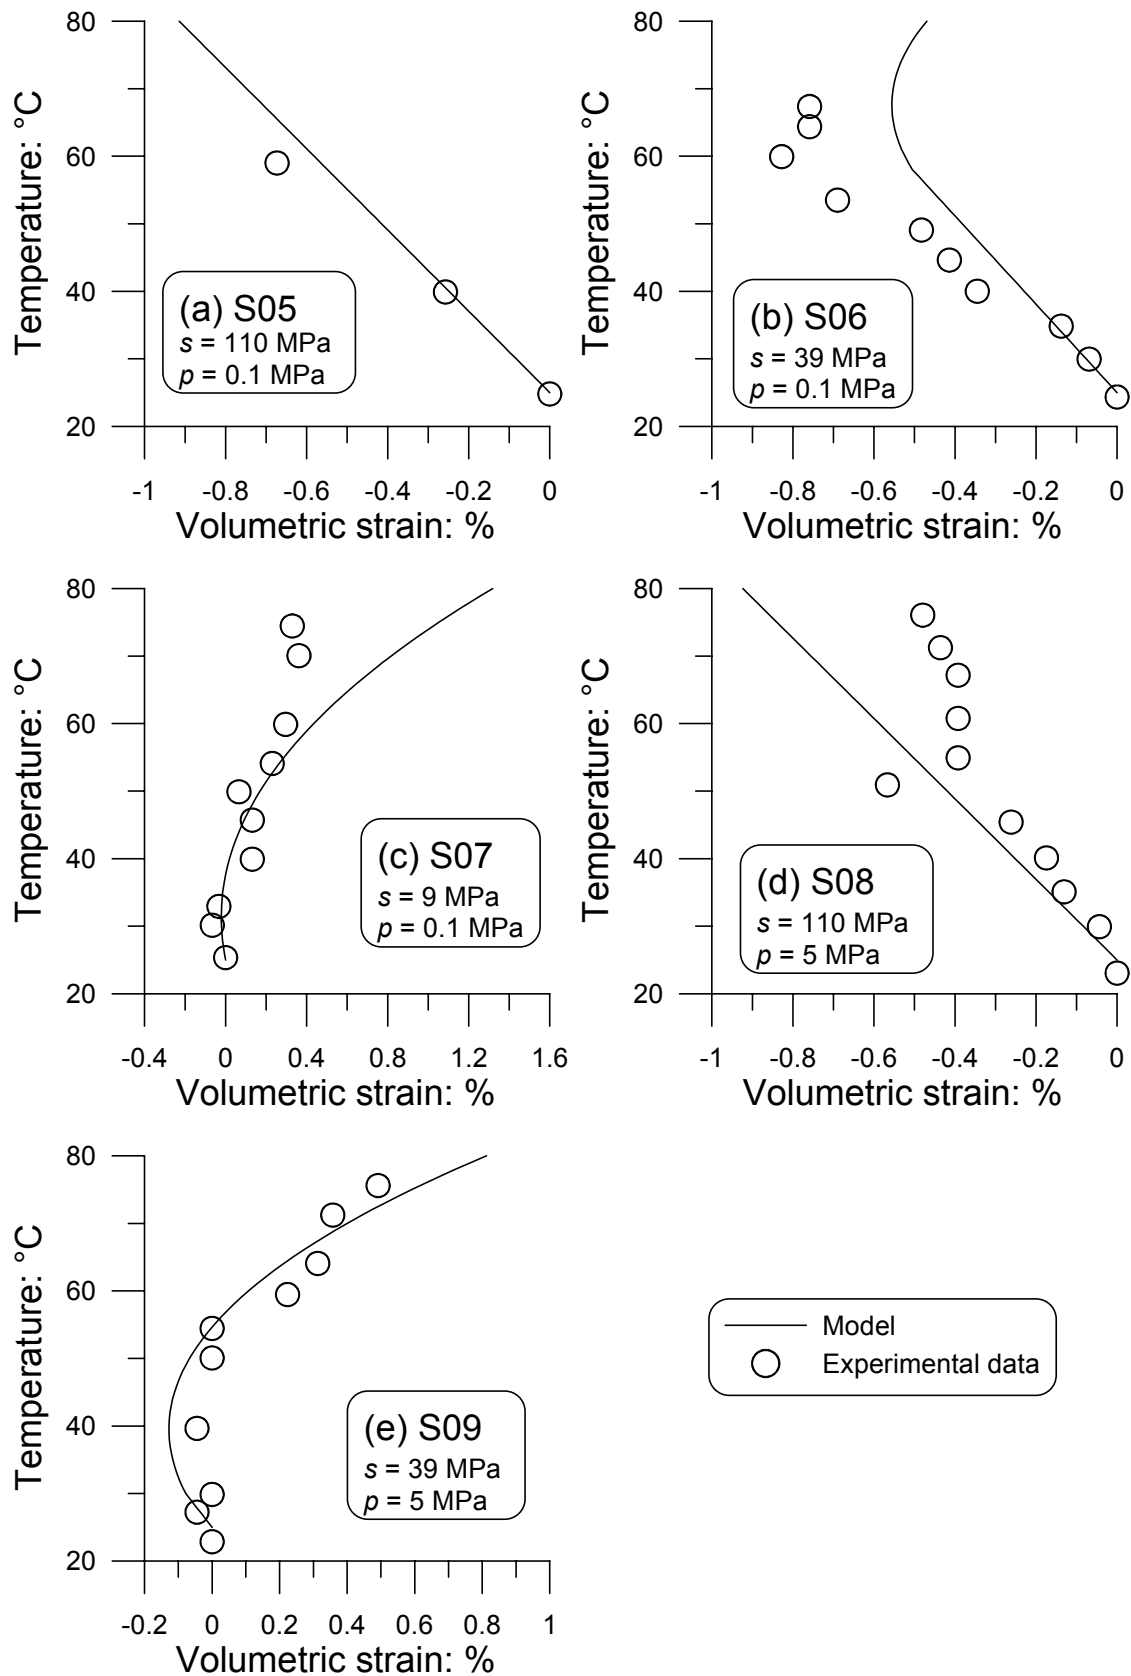 80
60
40
20
Temperature: °C
(a) S05
s = 110 MPa
p = 0.1 MPa
-1 -0.8 -0.6 -0.4 -0.2 0
Volumetric strain: %
80
60
40
20
Temperature: °C
(b) S06
s = 39 MPa
p = 0.1 MPa
-1 -0.8 -0.6 -0.4 -0.2 0
Volumetric strain: %
80
60
40
20
Temperature: °C
(c) S07
s = 9 MPa
p = 0.1 MPa
-0.4 0 0.4 0.8 1.2 1.6
Volumetric strain: %
80
60
40
20
Temperature: °C
(d) S08
s = 110 MPa
p = 5 MPa
-1 -0.8 -0.6 -0.4 -0.2 0
Volumetric strain: %
80
60
40
20
Temperature: °C
(e) S09
s = 39 MPa
p = 5 MPa
-0.2 0 0.2 0.4 0.6 0.8 1
Volumetric strain: %
Model
Experimental data